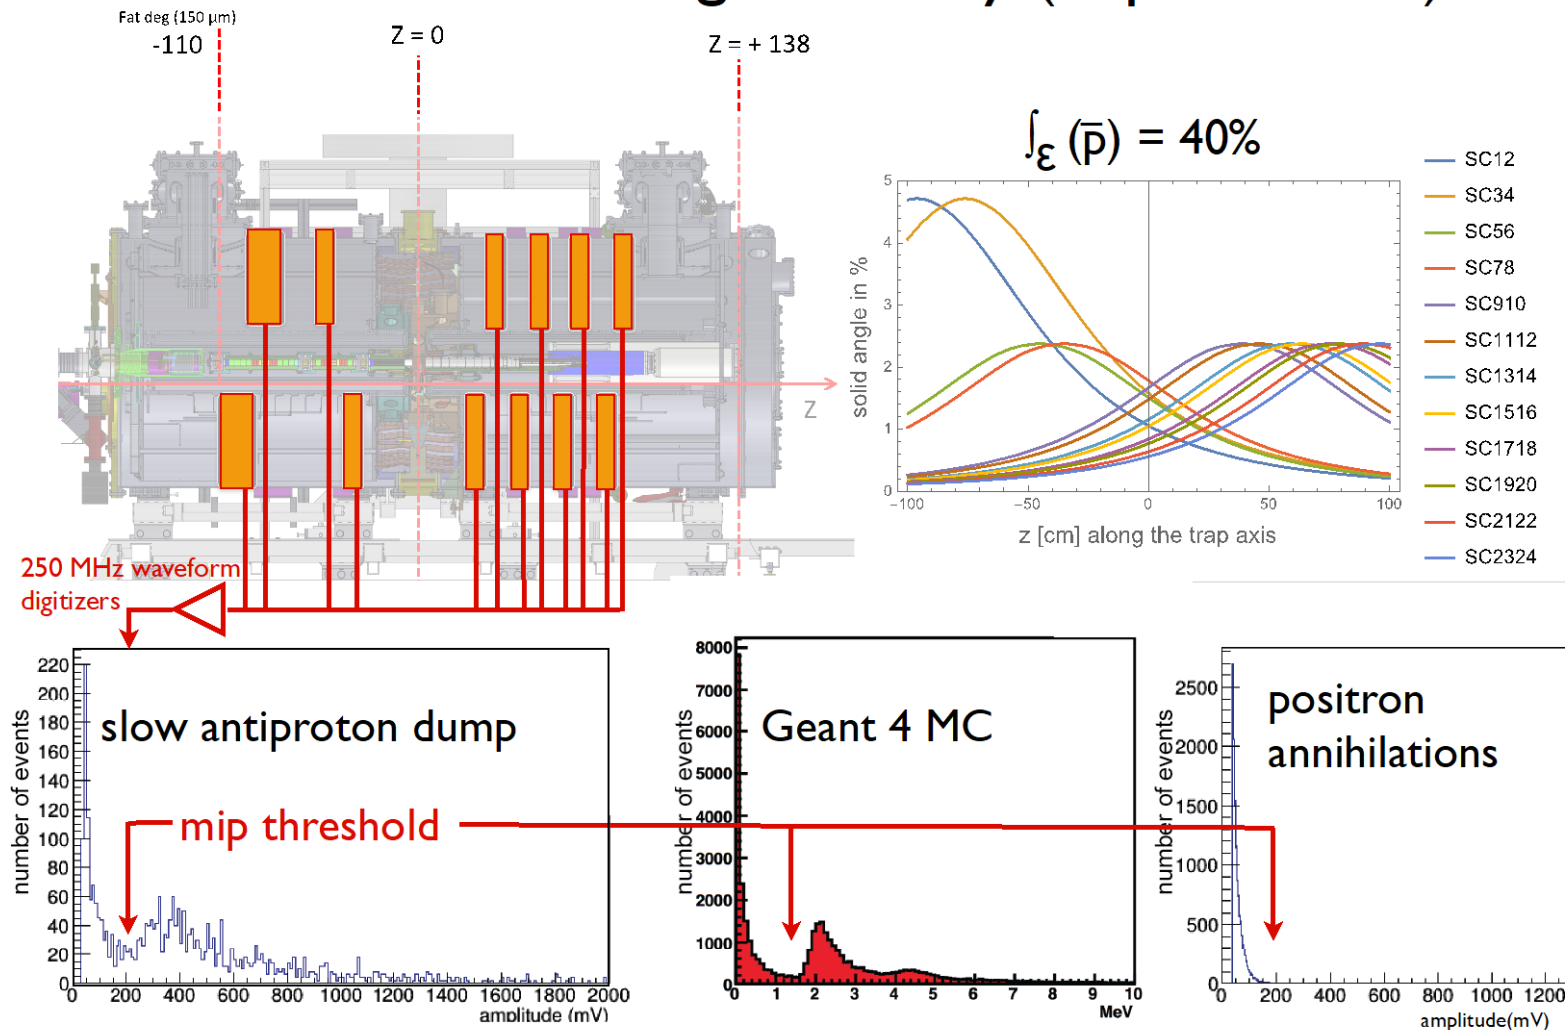 Fat deg (150 µm)
-110
Z = 0
Z = + 138
∫ε (p̄) = 40%
SC12
SC34
SC56
SC78
SC910
SC1112
SC1314
SC1516
SC1718
SC1920
SC2122
SC2324
5
4
3
2
1
0
solid angle in %
−100
−50
0
50
100
z [cm] along the trap axis
Z
250 MHz waveform
digitizers
220
200
180
160
140
120
100
80
60
40
20
0
number of events
slow antiproton dump
mip threshold
0
200
400
600
800
1000
1200
1400
1600
1800
2000
amplitude (mV)
8000
7000
6000
5000
4000
3000
2000
1000
0
number of events
Geant 4 MC
0
1
2
3
4
5
6
7
8
9
10
MeV
2500
2000
1500
1000
500
0
number of events
positron
annihilations
0
200
400
600
800
1000
1200
amplitude(mV)